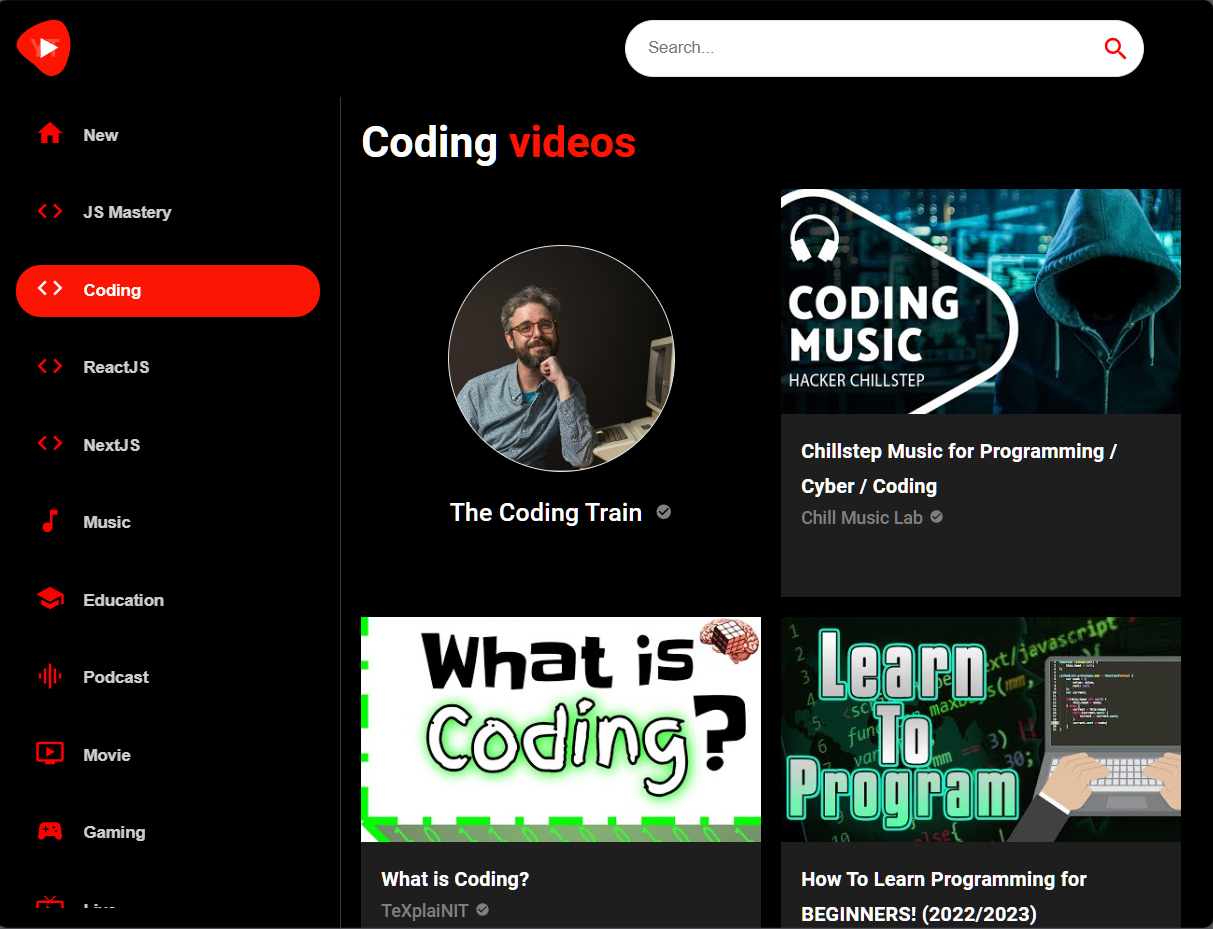 Search...
New
JS Mastery
Coding
ReactJS
NextJS
Music
Education
Podcast
Movie
Gaming
Coding videos
The Coding Train
CODING
MUSIC
HACKER CHILLSTEP
Chillstep Music for Programming /
Cyber / Coding
Chill Music Lab
What is
Coding?
What is Coding?
TeXplaiNIT
Learn
To
Program
How To Learn Programming for
BEGINNERS! (2022/2023)